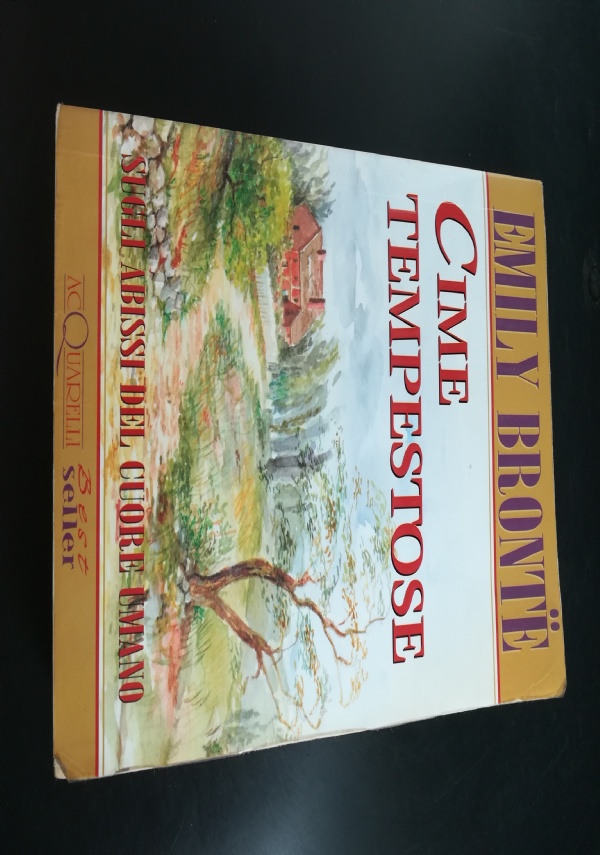 EMILY BRONTË
CIME
TEMPESTOSE
SUGLI ABISSI DEL CUORE UMANO
ACQUARELLI
Best
Seller